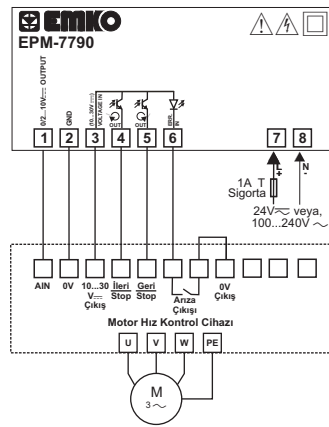 EMKO
EPM-7790
0/2...10V⎓ OUTPUT
GND
(10...30V)⎓
VOLTAGE IN
OUT
OUT
ERR.
IN
1 2 3 4 5 6 7 8
L N
+ -
1A T
Sigorta
24V⏦ veya,
100...240V ∿
AIN
0V
10...30
V⎓
Çıkış
İleri
Stop
Geri
Stop
Arıza
Çıkışı
0V
Çıkış
Motor Hız Kontrol Cihazı
U V W PE
M
3∿